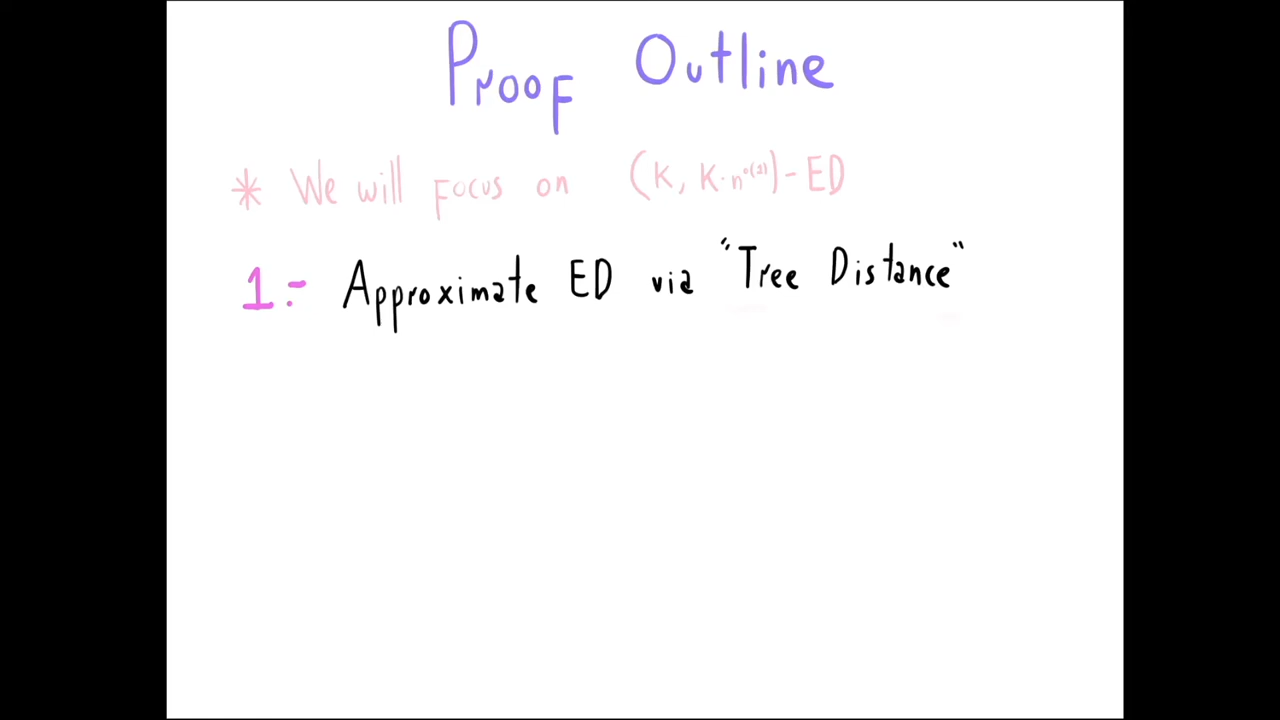 Proof Outline
* We will focus on (K, K·n^{o(1)})-ED
1.- Approximate ED via "Tree Distance"